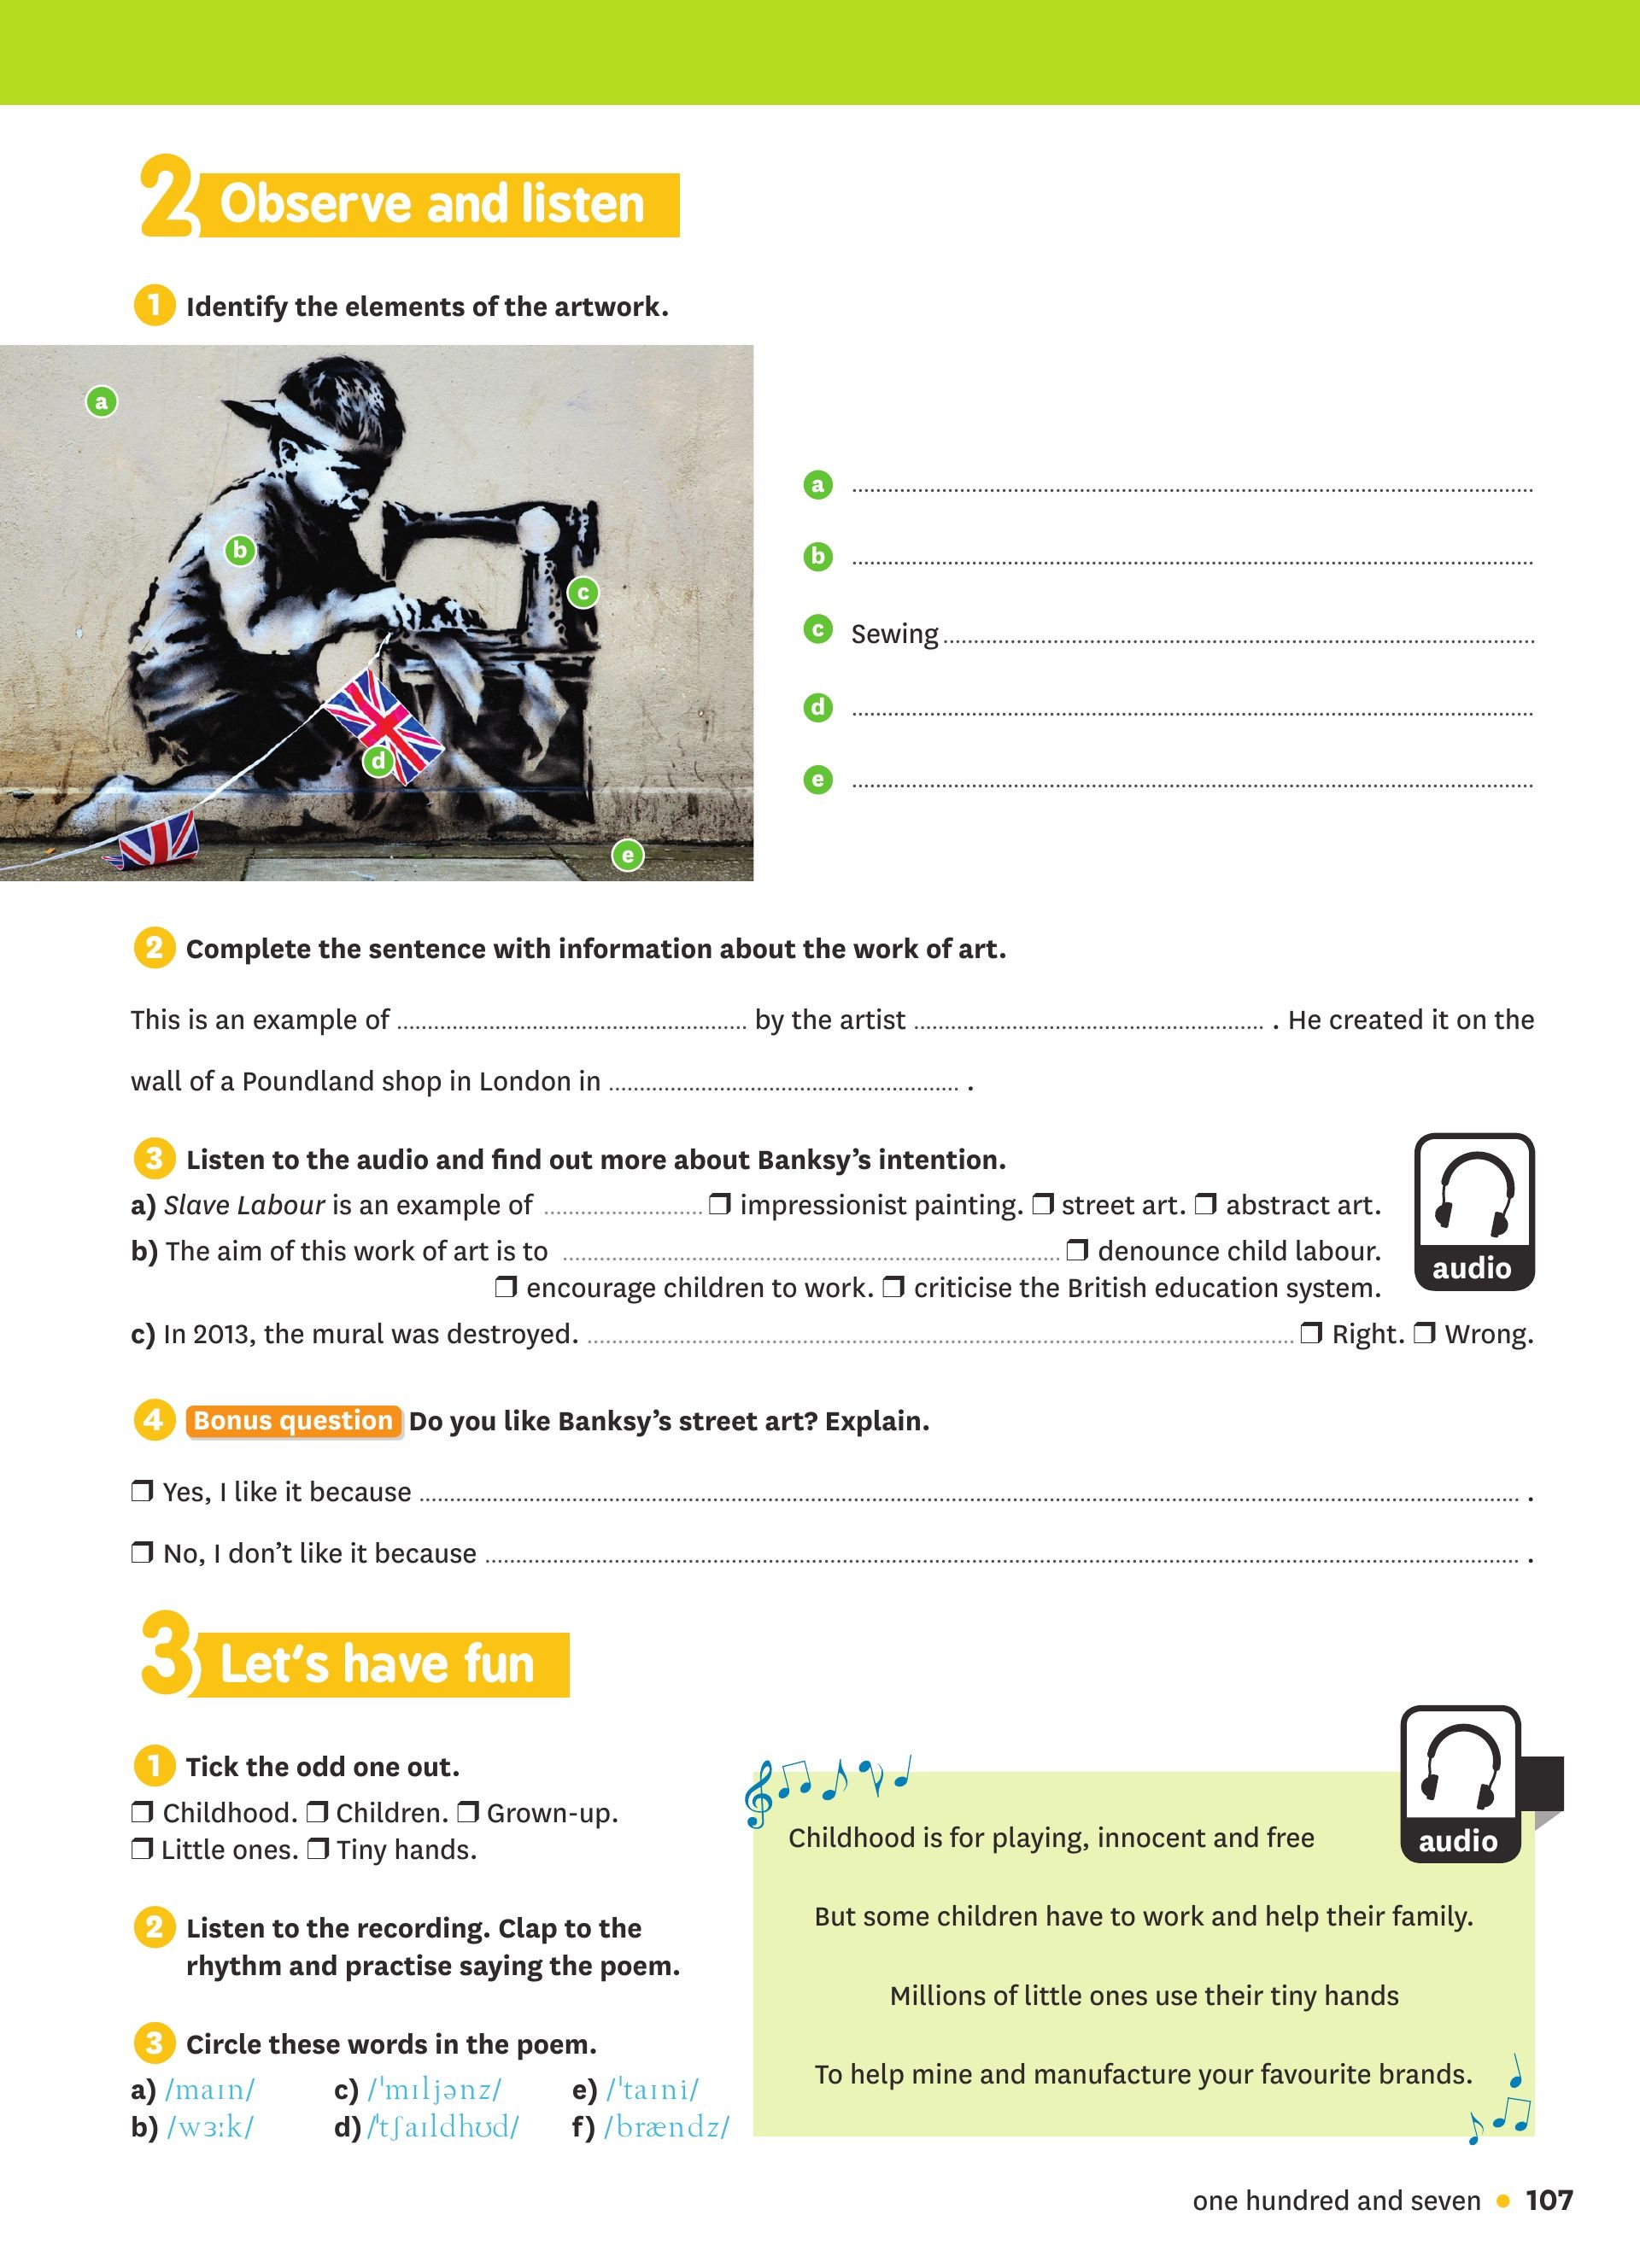 2 Observe and listen
1 Identify the elements of the artwork.
a
b
c
d
e
a ........................................
b ........................................
c Sewing ........................................
d ........................................
e ........................................
2 Complete the sentence with information about the work of art.
This is an example of ........................................ by the artist ........................................ . He created it on the
wall of a Poundland shop in London in ........................................ .
3 Listen to the audio and find out more about Banksy’s intention.
a) Slave Labour is an example of .................... ❒ impressionist painting. ❒ street art. ❒ abstract art.
b) The aim of this work of art is to ........................................ ❒ denounce child labour.
❒ encourage children to work. ❒ criticise the British education system.
c) In 2013, the mural was destroyed. ........................................ ❒ Right. ❒ Wrong.
audio
4 Bonus question Do you like Banksy’s street art? Explain.
❒ Yes, I like it because ........................................ .
❒ No, I don’t like it because ........................................ .
3 Let’s have fun
1 Tick the odd one out.
❒ Childhood. ❒ Children. ❒ Grown-up.
❒ Little ones. ❒ Tiny hands.
2 Listen to the recording. Clap to the
rhythm and practise saying the poem.
3 Circle these words in the poem.
a) /maɪn/ c) /ˈmɪljənz/ e) /ˈtaɪni/
b) /wɜːk/ d) /ˈtʃaɪldhʊd/ f) /brændz/
audio
Childhood is for playing, innocent and free
But some children have to work and help their family.
Millions of little ones use their tiny hands
To help mine and manufacture your favourite brands.
one hundred and seven • 107